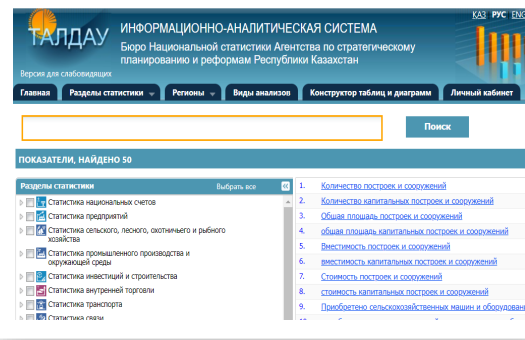 ҚАЗ РУС ENG
ТАЛДАУ
ИНФОРМАЦИОННО-АНАЛИТИЧЕСКАЯ СИСТЕМА
Бюро Национальной статистики Агентства по стратегическому
планированию и реформам Республики Казахстан
Версия для слабовидящих
Главная Разделы статистики Регионы Виды анализов Конструктор таблиц и диаграмм Личный кабинет
Поиск
ПОКАЗАТЕЛИ, НАЙДЕНО 50
Разделы статистики Выбрать все
Статистика национальных счетов
Статистика предприятий
Статистика сельского, лесного, охотничьего и рыбного
хозяйства
Статистика промышленного производства и
окружающей среды
Статистика инвестиций и строительства
Статистика внутренней торговли
Статистика транспорта
Статистика связи
1. Количество построек и сооружений
2. Количество капитальных построек и сооружений
3. Общая площадь построек и сооружений
4. общая площадь капитальных построек и сооружений
5. Вместимость построек и сооружений
6. вместимость капитальных построек и сооружений
7. Стоимость построек и сооружений
8. стоимость капитальных построек и сооружений
9. Приобретено сельскохозяйственных машин и оборудован